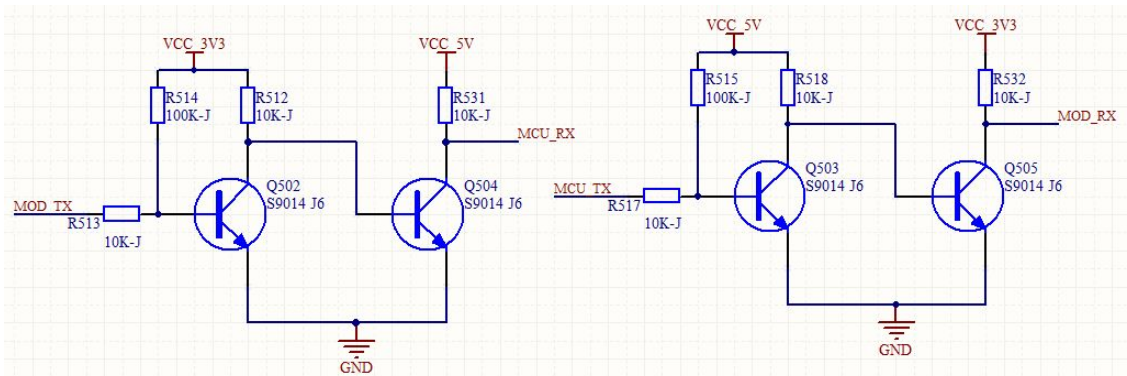 VCC_3V3
R514
100K-J
R512
10K-J
VCC_5V
R531
10K-J
MCU_RX
Q502
S9014 J6
Q504
S9014 J6
MOD_TX
R513
10K-J
GND
VCC_5V
R515
100K-J
R518
10K-J
VCC_3V3
R532
10K-J
MOD_RX
Q503
S9014 J6
Q505
S9014 J6
MCU_TX
R517
10K-J
GND